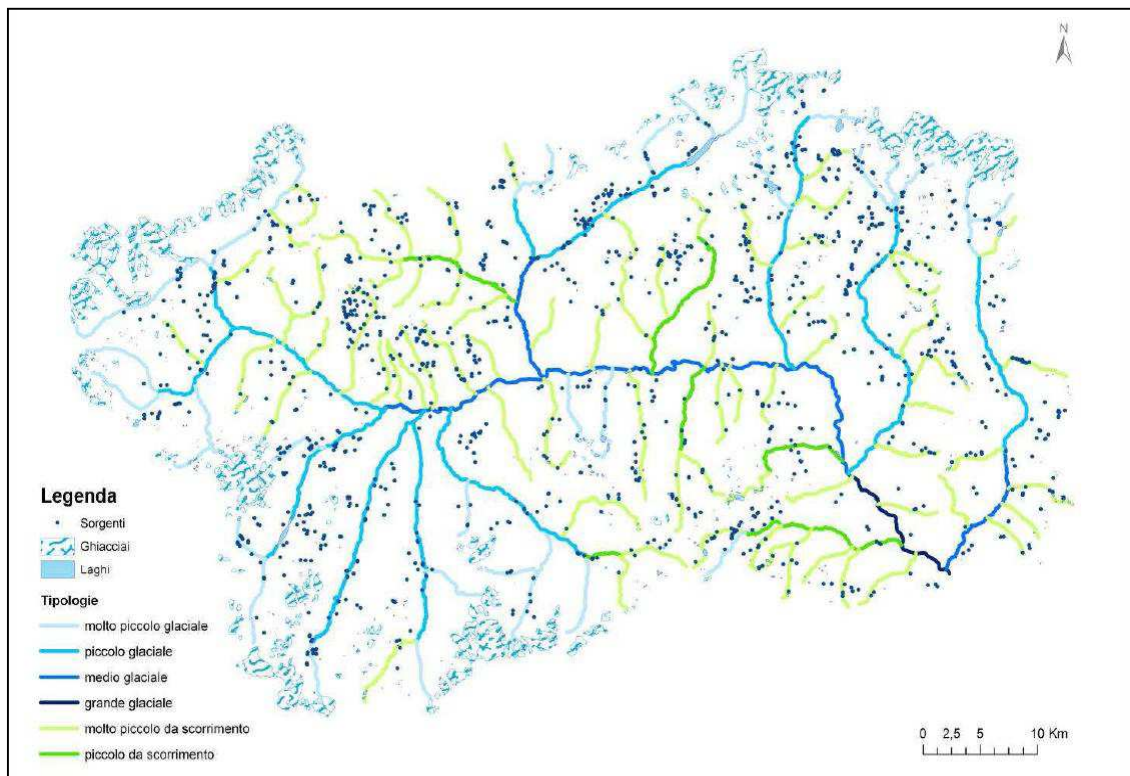 N
Legenda
Sorgenti
Ghiacciai
Laghi
Tipologie
molto piccolo glaciale
piccolo glaciale
medio glaciale
grande glaciale
molto piccolo da scorrimento
piccolo da scorrimento
0 2,5 5 10 Km